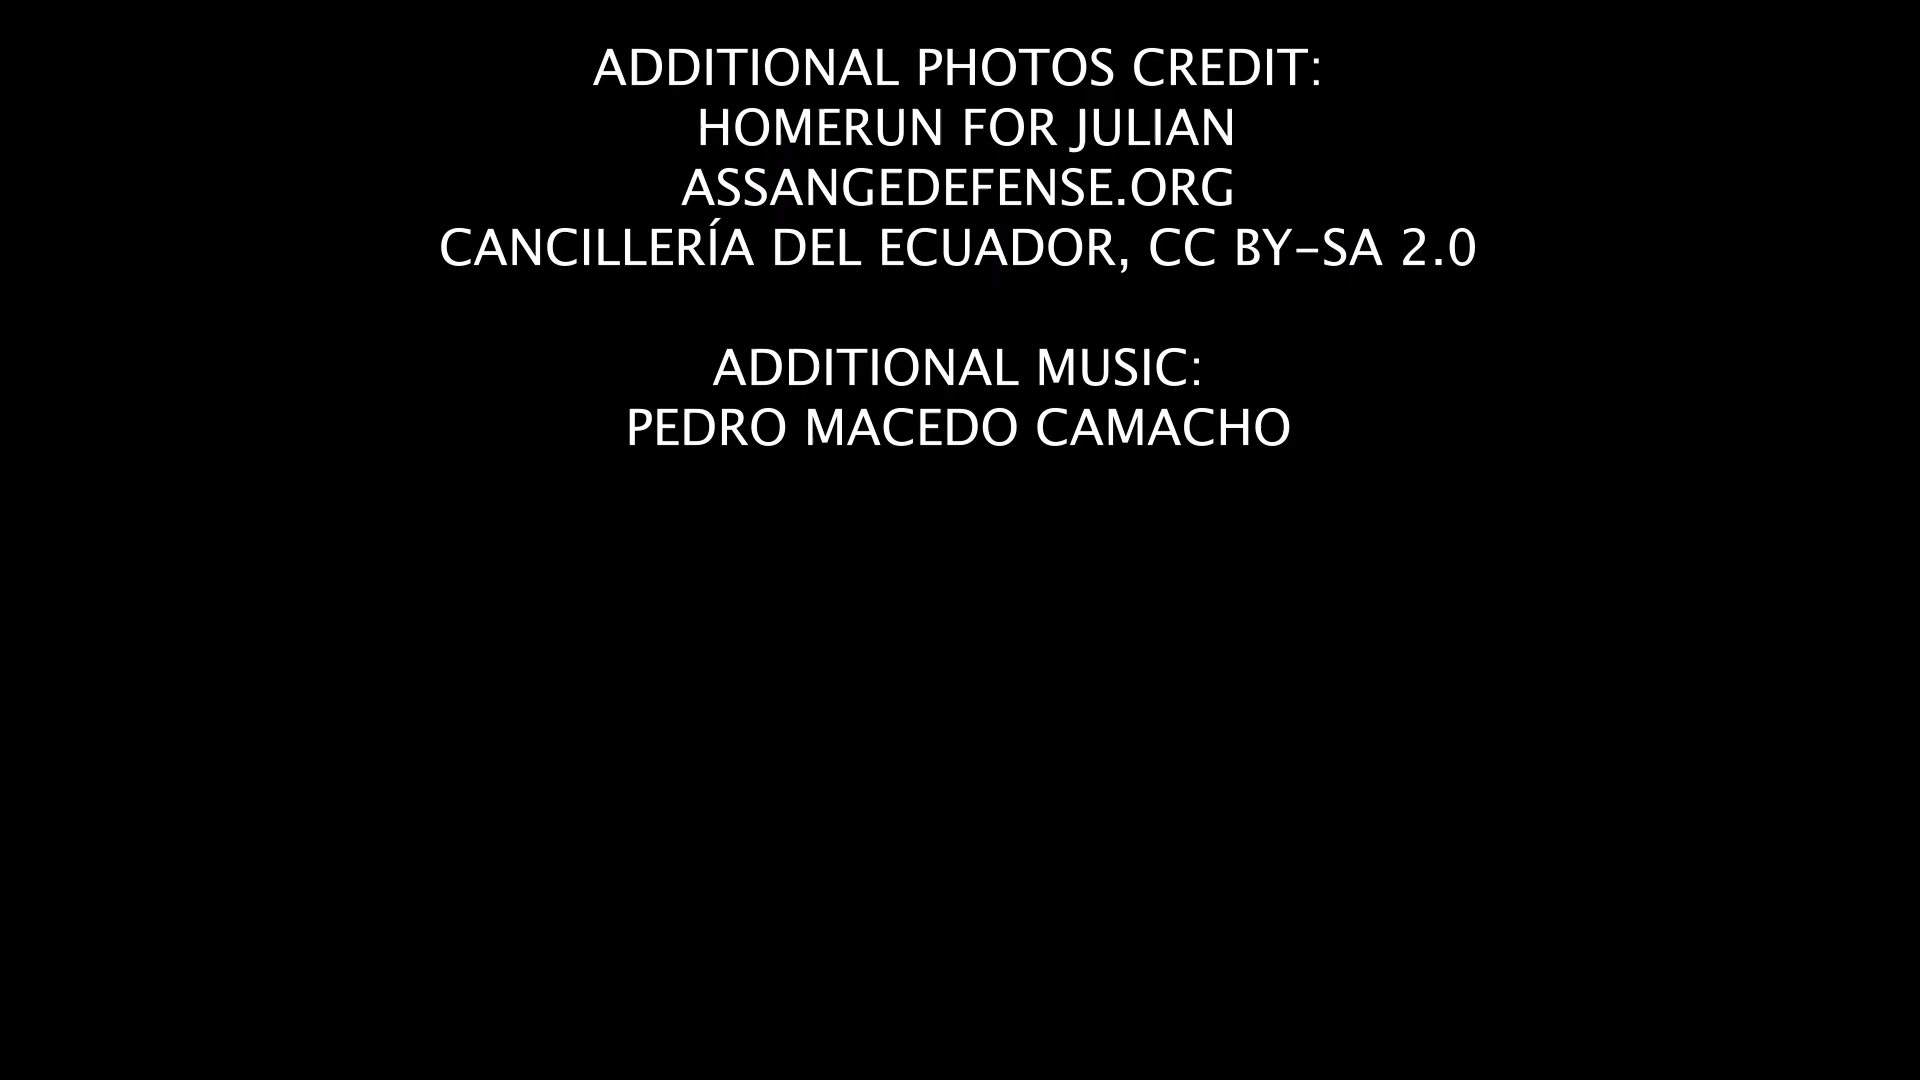 ADDITIONAL PHOTOS CREDIT:
HOMERUN FOR JULIAN
ASSANGEDEFENSE.ORG
CANCILLERÍA DEL ECUADOR, CC BY-SA 2.0
ADDITIONAL MUSIC:
PEDRO MACEDO CAMACHO